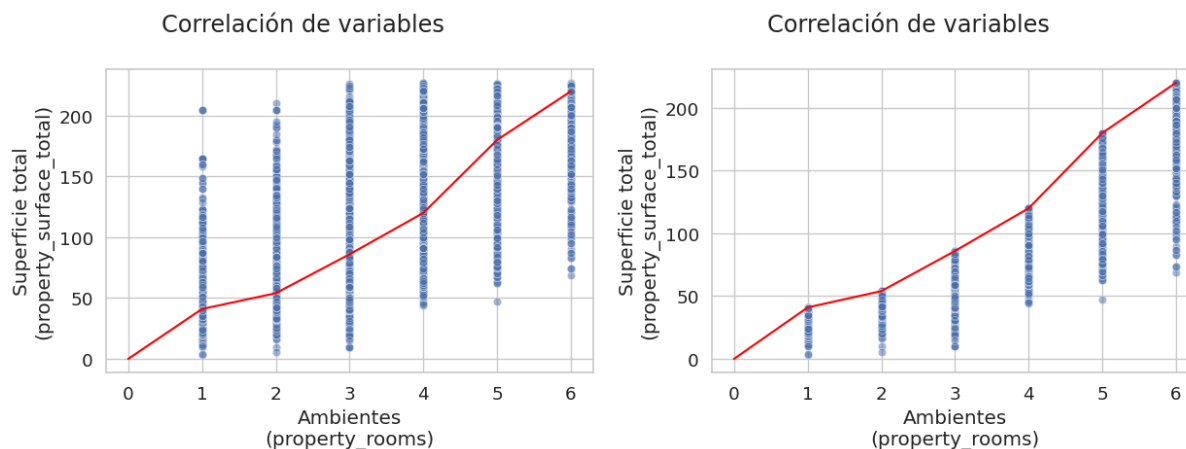 Correlación de variables
Superficie total
(property_surface_total)
200
150
100
50
0
0 1 2 3 4 5 6
Ambientes
(property_rooms)
Correlación de variables
Superficie total
(property_surface_total)
200
150
100
50
0
0 1 2 3 4 5 6
Ambientes
(property_rooms)